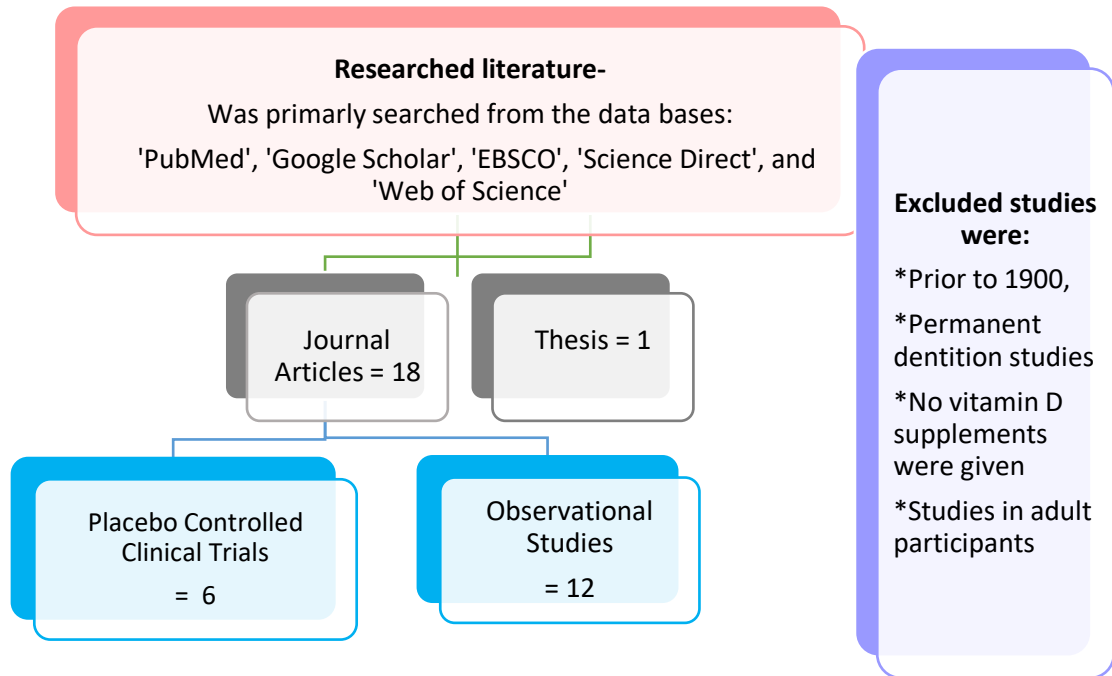 Researched literature-
Was primarly searched from the data bases:
'PubMed', 'Google Scholar', 'EBSCO', 'Science Direct', and
'Web of Science'
Journal
Articles = 18
Thesis = 1
Placebo Controlled
Clinical Trials
= 6
Observational
Studies
= 12
Excluded studies
were:
*Prior to 1900,
*Permanent
dentition studies
*No vitamin D
supplements
were given
*Studies in adult
participants